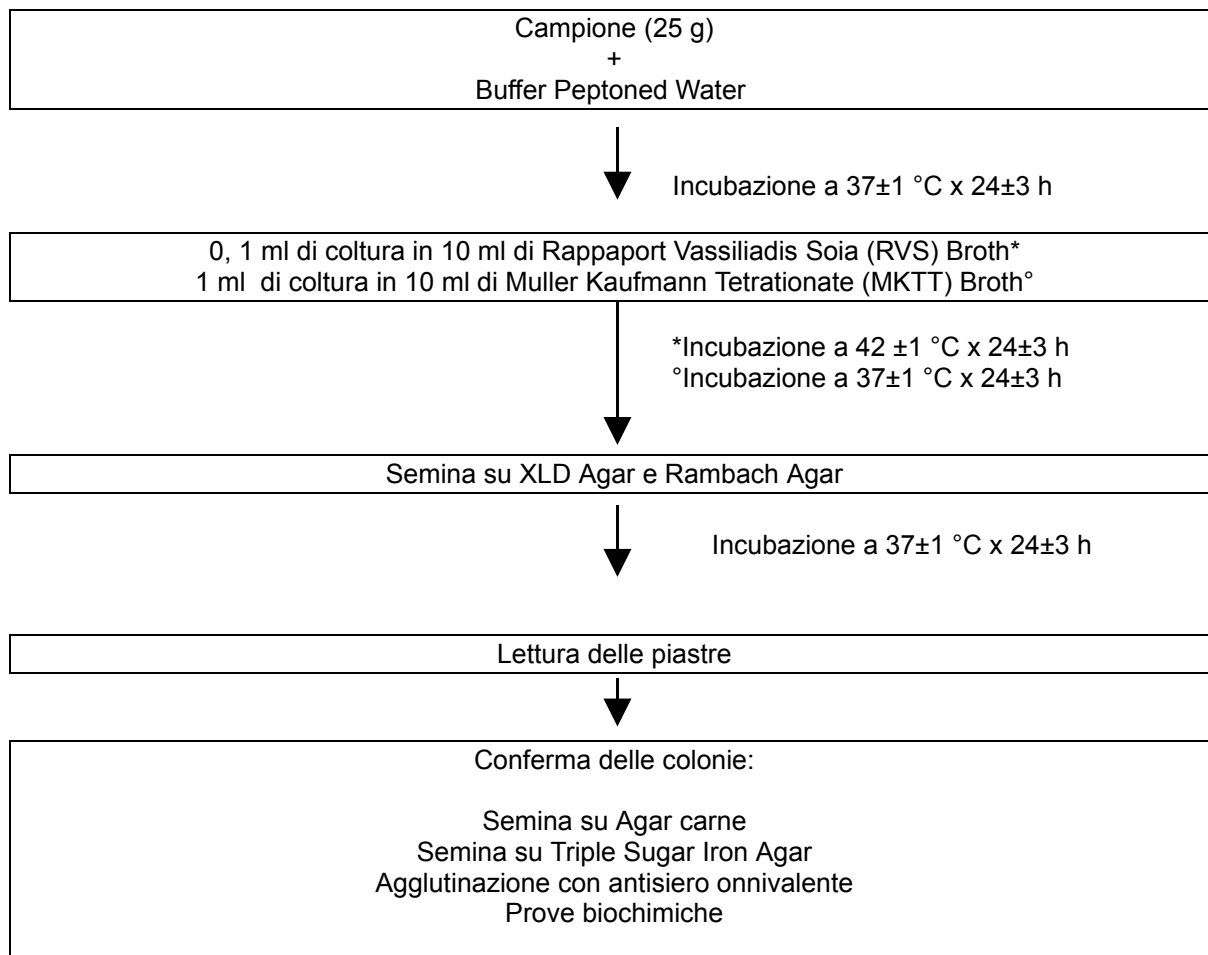 Campione (25 g)
+
Buffer Peptoned Water
Incubazione a 37±1 °C x 24±3 h
0, 1 ml di coltura in 10 ml di Rappaport Vassiliadis Soia (RVS) Broth*
1 ml di coltura in 10 ml di Muller Kaufmann Tetrationate (MKTT) Broth°
*Incubazione a 42 ±1 °C x 24±3 h
°Incubazione a 37±1 °C x 24±3 h
Semina su XLD Agar e Rambach Agar
Incubazione a 37±1 °C x 24±3 h
Lettura delle piastre
Conferma delle colonie:
Semina su Agar carne
Semina su Triple Sugar Iron Agar
Agglutinazione con antisiero onnivalente
Prove biochimiche